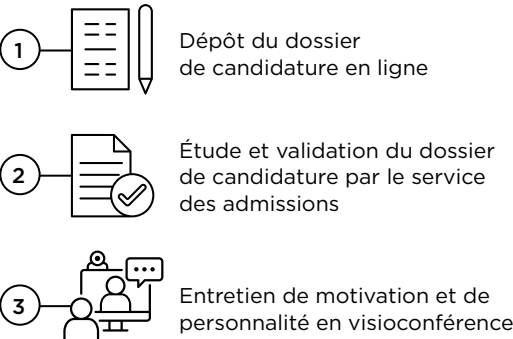 1
Dépôt du dossier
de candidature en ligne
2
Étude et validation du dossier
de candidature par le service
des admissions
3
Entretien de motivation et de
personnalité en visioconférence